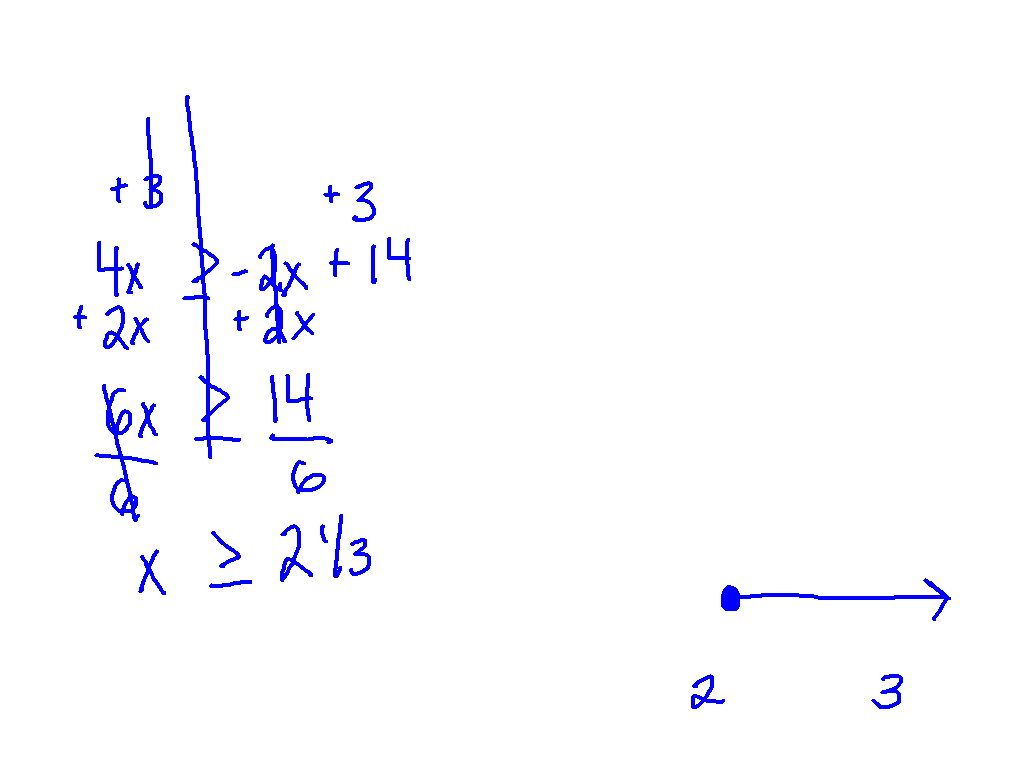 + 3 + 3
4x ≥ -2x + 14
+ 2x + 2x
6x ≥ 14
6 6
x ≥ 2 1/3
2 3